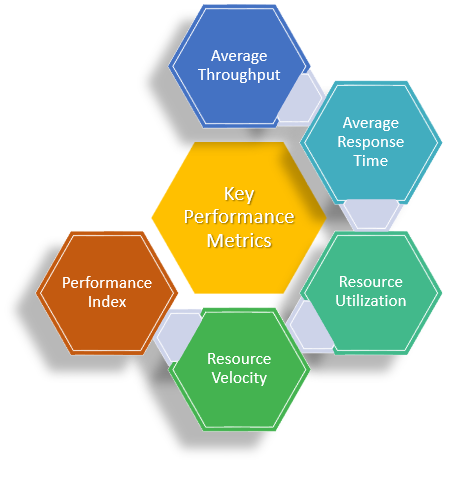 Average
Throughput
Average
Response
Time
Key
Performance
Metrics
Resource
Utilization
Performance
Index
Resource
Velocity